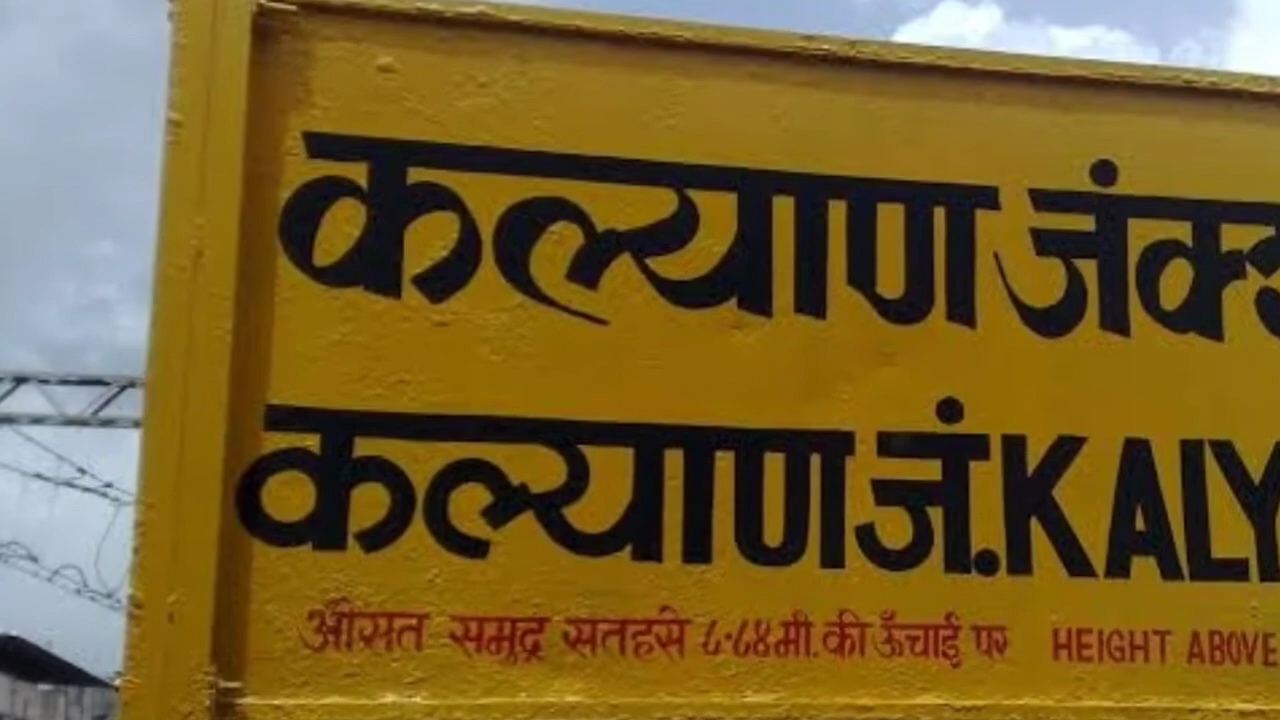 कल्याण जंक्श
कल्याण जं. KALY
औसत समुद्र सतहसे ८.८४मी. की ऊँचाई पर HEIGHT ABOVE